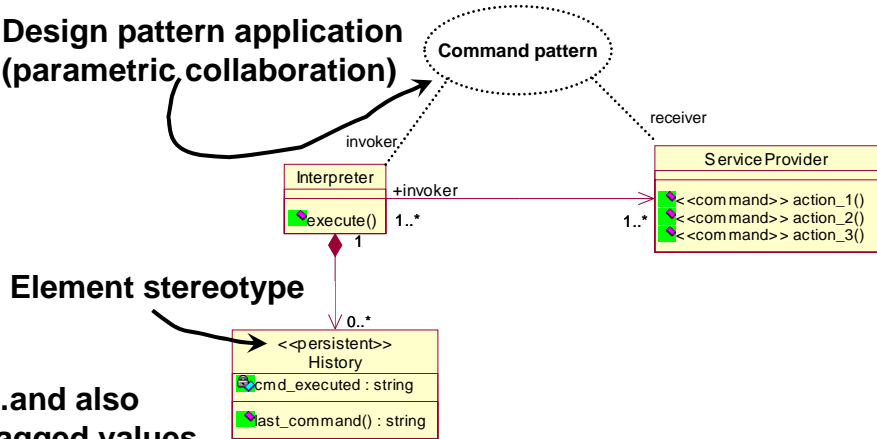 Design pattern application
(parametric collaboration)
Command pattern
invoker
receiver
Interpreter
execute()
+invoker
1..*
1..*
ServiceProvider
<<command>> action_1()
<<command>> action_2()
<<command>> action_3()
1
Element stereotype
0..*
<<persistent>>
History
cmd_executed : string
last_command() : string
..and also
agged values